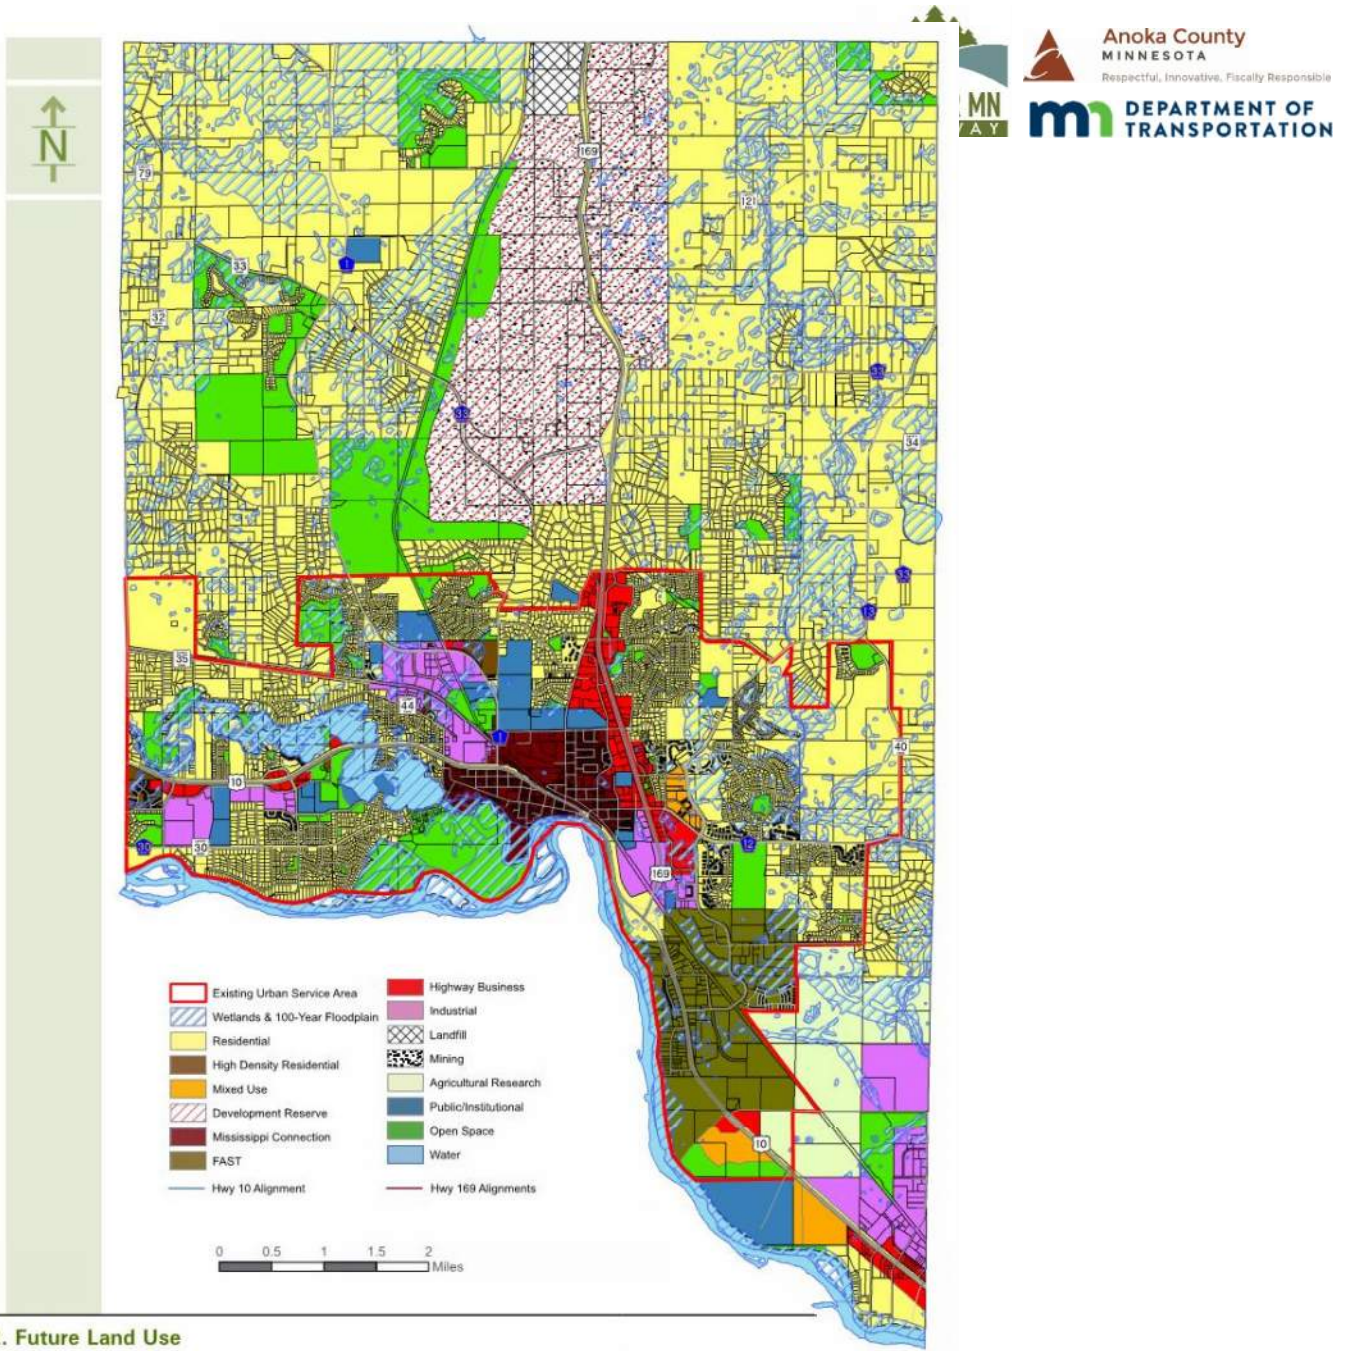 Anoka County
MINNESOTA
Respectful, Innovative, Fiscally Responsible
MN
WAY
DEPARTMENT OF
TRANSPORTATION
N
169
79
121
33
1
32
33
33
34
33
13
35
44
1
40
10
30
12
169
10
Existing Urban Service Area
Wetlands & 100-Year Floodplain
Residential
High Density Residential
Mixed Use
Development Reserve
Mississippi Connection
FAST
Hwy 10 Alignment
Highway Business
Industrial
Landfill
Mining
Agricultural Research
Public/Institutional
Open Space
Water
Hwy 169 Alignments
0 0.5 1 1.5 2
Miles
. Future Land Use